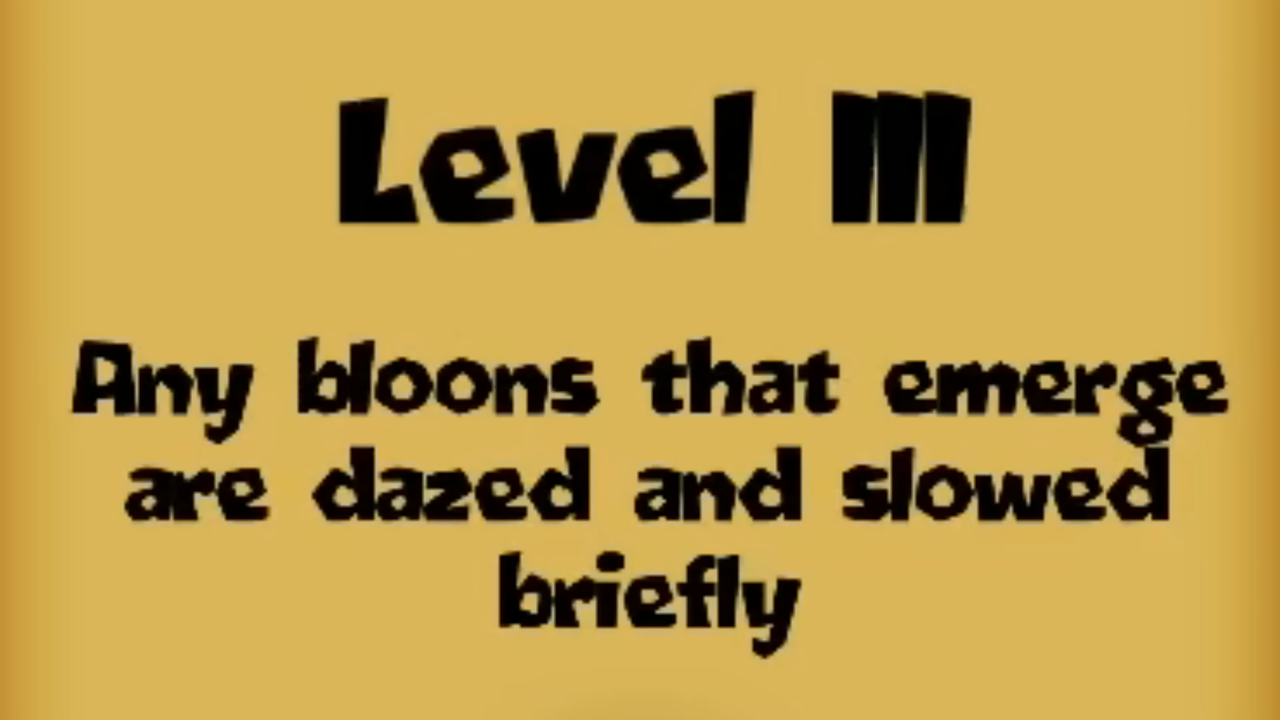 Level III
Any bloons that emerge
are dazed and slowed
briefly